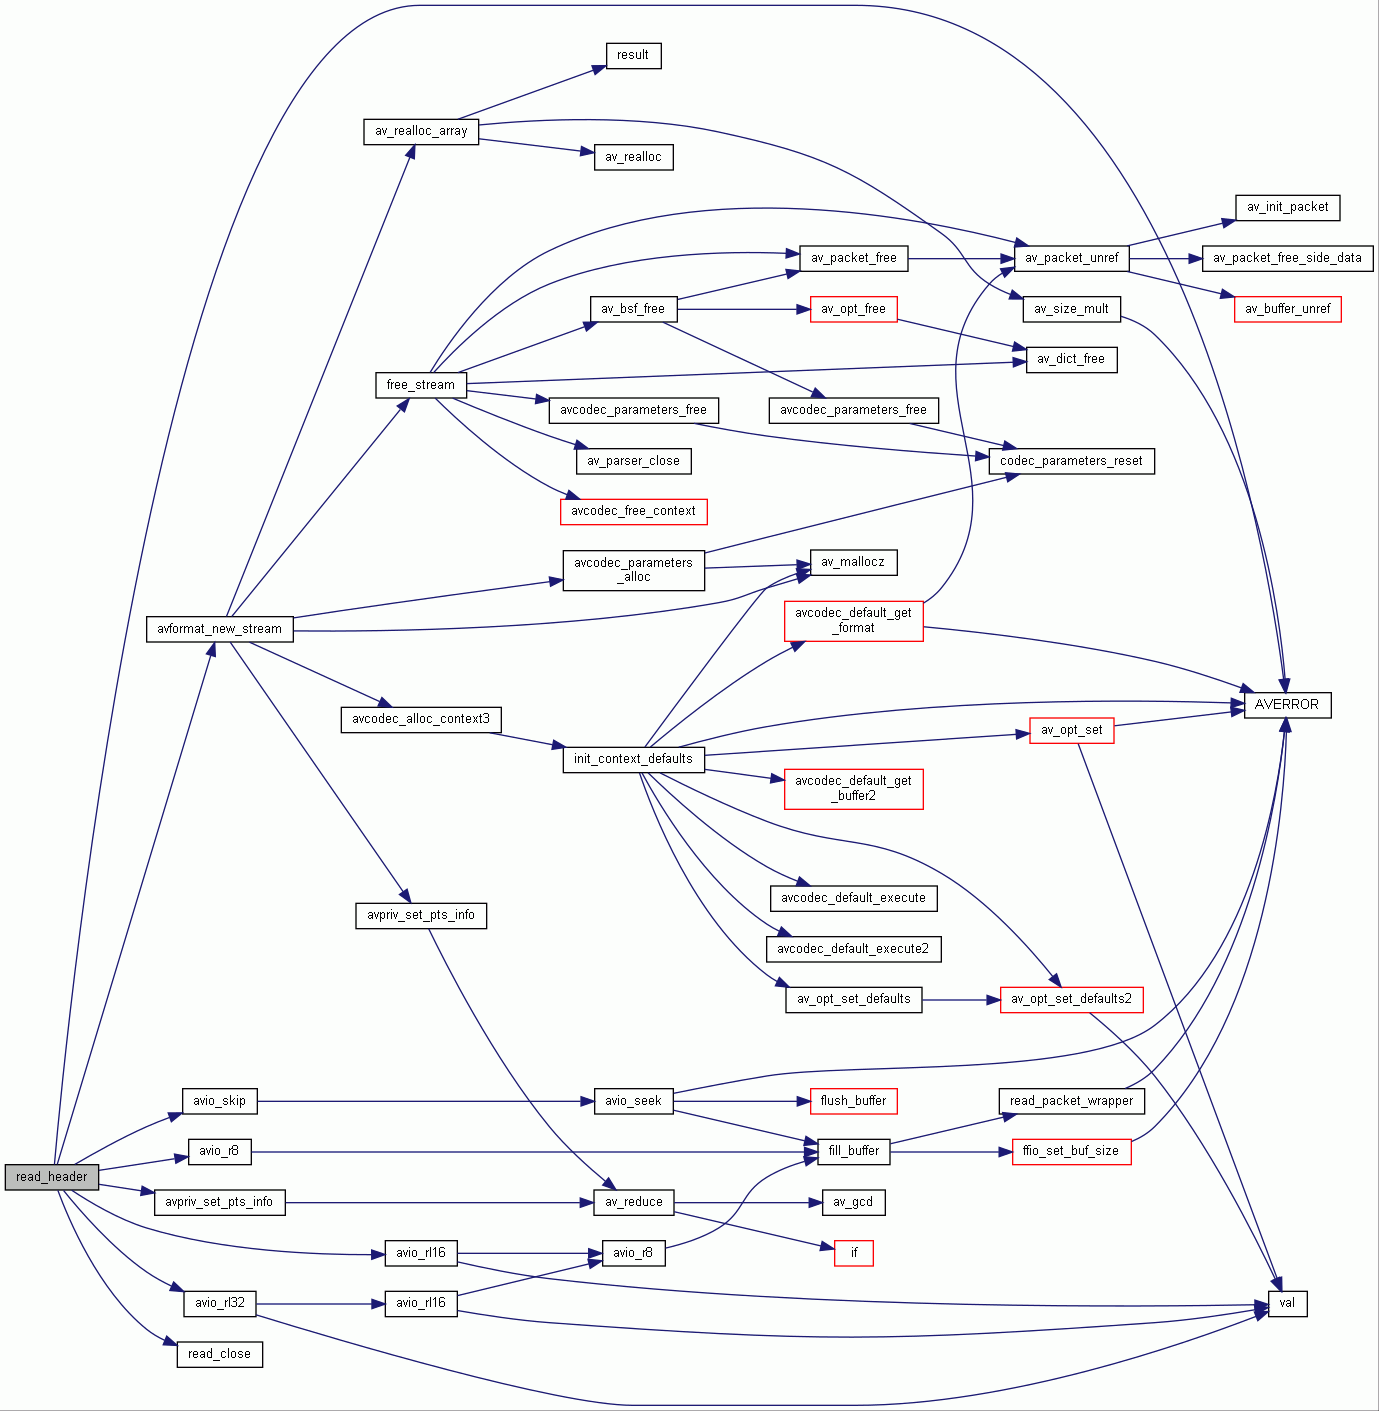 result
av_realloc_array
av_realloc
av_init_packet
av_packet_free
av_packet_unref
av_packet_free_side_data
av_bsf_free
av_opt_free
av_size_mult
av_buffer_unref
av_dict_free
free_stream
avcodec_parameters_free
avcodec_parameters_free
av_parser_close
codec_parameters_reset
avcodec_free_context
avcodec_parameters
_alloc
av_mallocz
avcodec_default_get
_format
avformat_new_stream
AVERROR
avcodec_alloc_context3
av_opt_set
init_context_defaults
avcodec_default_get
_buffer2
avcodec_default_execute
avpriv_set_pts_info
avcodec_default_execute2
av_opt_set_defaults
av_opt_set_defaults2
avio_skip
avio_seek
flush_buffer
read_packet_wrapper
avio_r8
fill_buffer
ffio_set_buf_size
read_header
avpriv_set_pts_info
av_reduce
av_gcd
avio_rl16
avio_r8
if
avio_rl32
avio_rl16
val
read_close